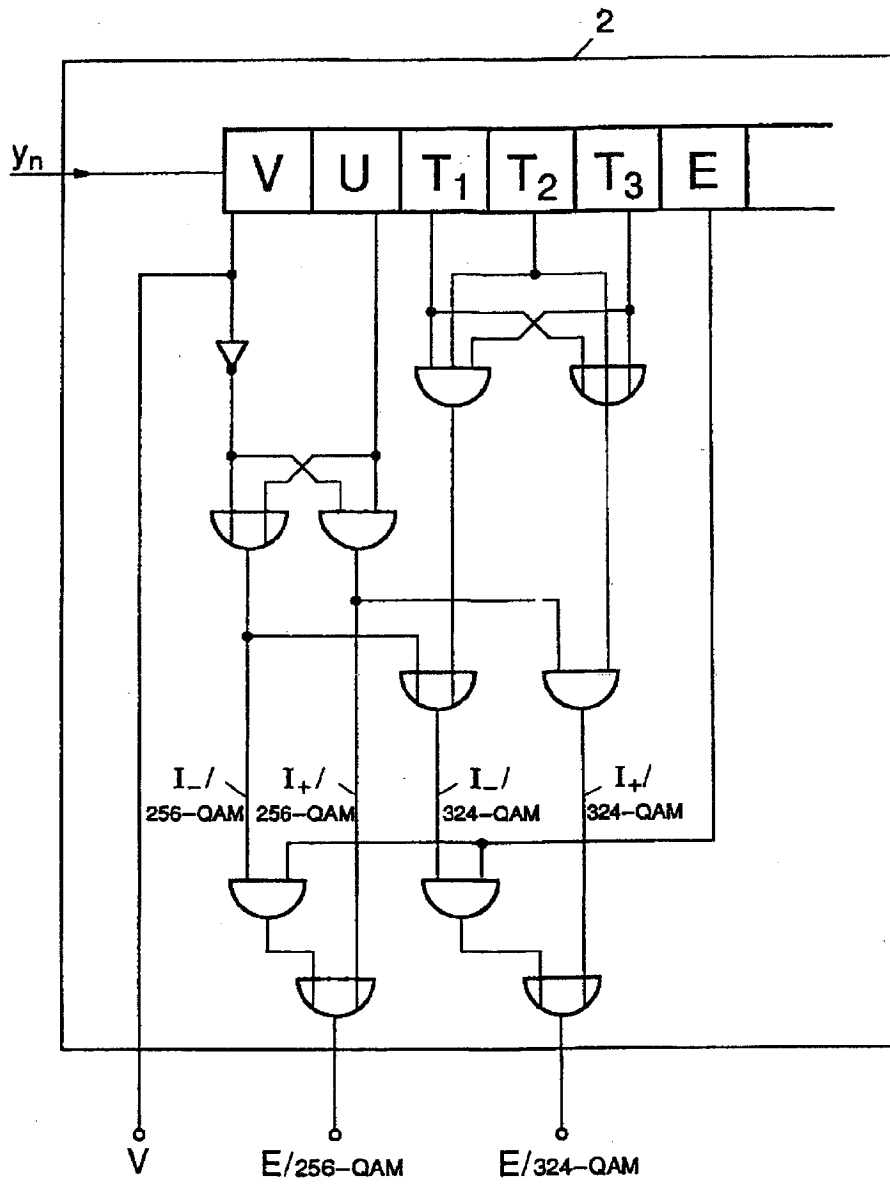 2
yn
V U T1 T2 T3 E
I–/ 256-QAM
I+/ 256-QAM
I–/ 324-QAM
I+/ 324-QAM
V
E/256-QAM
E/324-QAM